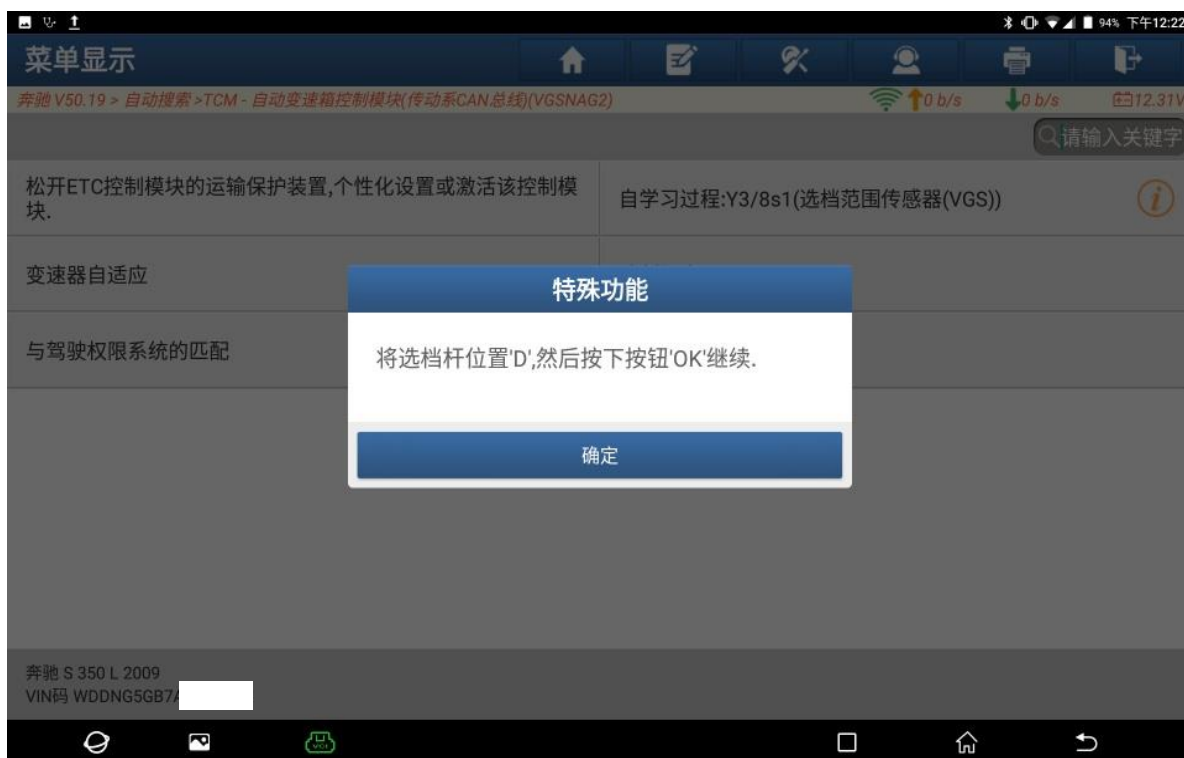 94% 下午12:22
菜单显示
奔驰 V50.19 > 自动搜索 >TCM - 自动变速箱控制模块(传动系CAN总线)(VGSNAG2)
0 b/s
0 b/s
12.31V
请输入关键字
松开ETC控制模块的运输保护装置,个性化设置或激活该控制模
块.
自学习过程:Y3/8s1(选档范围传感器(VGS))
变速器自适应
特殊功能
与驾驶权限系统的匹配
将选档杆位置'D',然后按下按钮'OK'继续.
确定
奔驰 S 350 L 2009
VIN码 WDDNG5GB7A
VCI